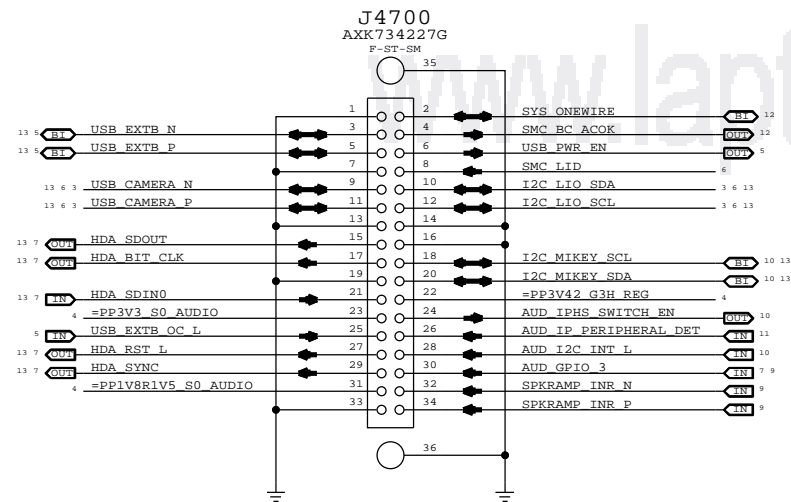 J4700
AXK734227G
F-ST-SM
35
www.lapt
1 2 SYS_ONEWIRE BI 12
13 5 BI USB_EXTB_N 3 4 SMC_BC_ACOK OUT 12
13 5 BI USB_EXTB_P 5 6 USB_PWR_EN OUT 5
7 8 SMC_LID 6
13 6 3 USB_CAMERA_N 9 10 I2C_LIO_SDA 3 6 13
13 6 3 USB_CAMERA_P 11 12 I2C_LIO_SCL 3 6 13
13 14
13 7 OUT HDA_SDOUT 15 16
13 7 OUT HDA_BIT_CLK 17 18 I2C_MIKEY_SCL BI 10 13
19 20 I2C_MIKEY_SDA BI 10 13
13 7 IN HDA_SDIN0 21 22 =PP3V42_G3H_REG 4
4 =PP3V3_S0_AUDIO 23 24 AUD_IPHS_SWITCH_EN OUT 10
5 IN USB_EXTB_OC_L 25 26 AUD_IP_PERIPHERAL_DET IN 11
13 7 OUT HDA_RST_L 27 28 AUD_I2C_INT_L IN 10
13 7 OUT HDA_SYNC 29 30 AUD_GPIO_3 IN 7 9
4 =PP1V8R1V5_S0_AUDIO 31 32 SPKRAMP_INR_N IN 9
33 34 SPKRAMP_INR_P IN 9
36